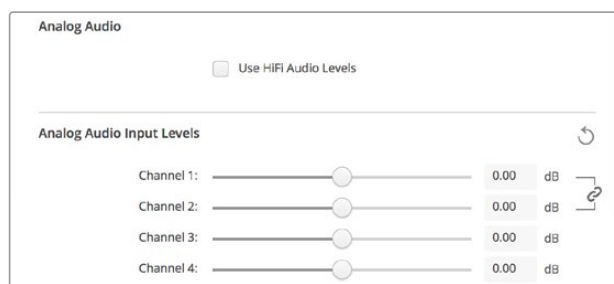 Analog Audio
Use HiFi Audio Levels
Analog Audio Input Levels
Channel 1: 0.00 dB
Channel 2: 0.00 dB
Channel 3: 0.00 dB
Channel 4: 0.00 dB